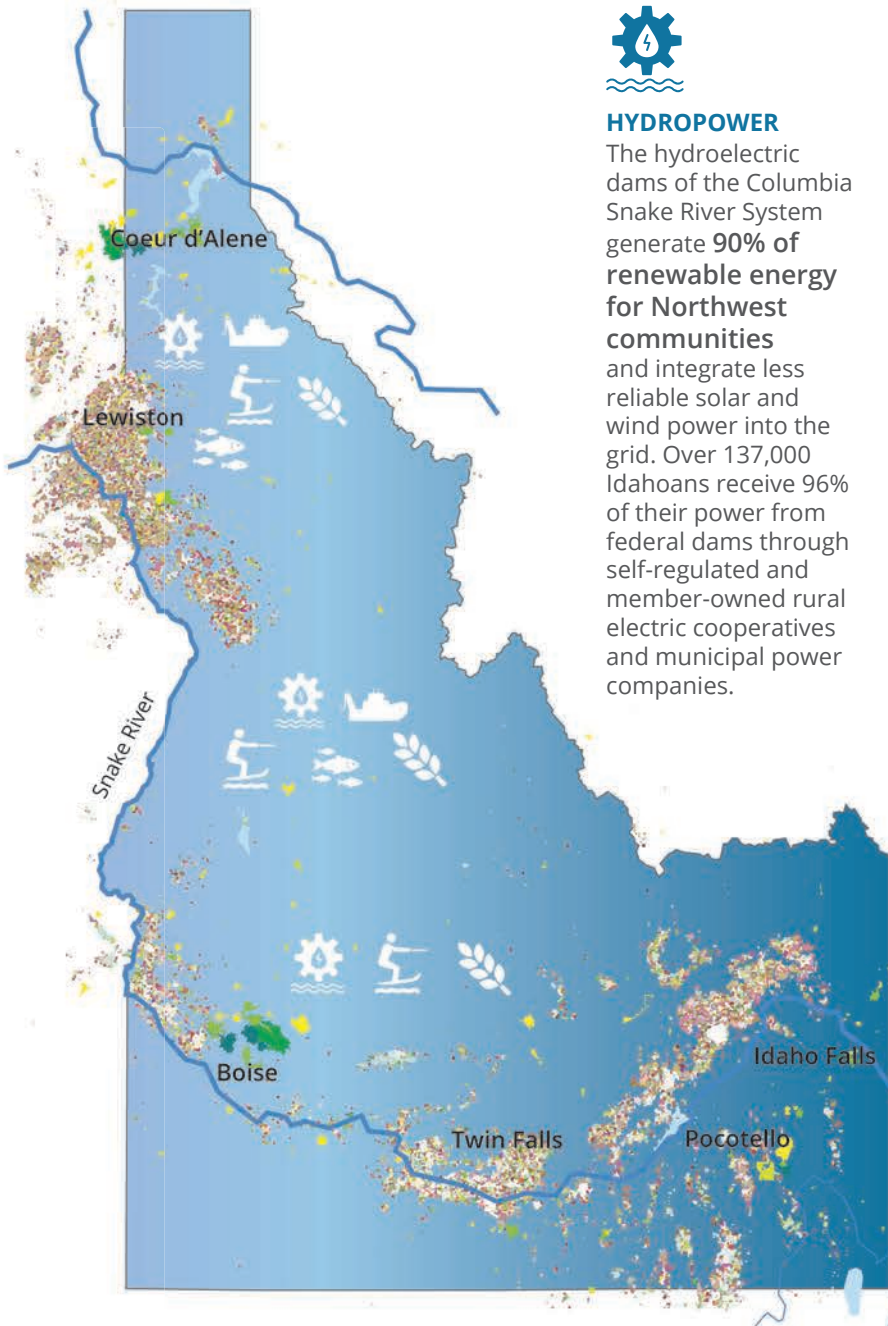 HYDROPOWER
The hydroelectric
dams of the Columbia
Snake River System
generate 90% of
renewable energy
for Northwest
communities
and integrate less
reliable solar and
wind power into the
grid. Over 137,000
Idahoans receive 96%
of their power from
federal dams through
self-regulated and
member-owned rural
electric cooperatives
and municipal power
companies.
Coeur d'Alene
Lewiston
Snake River
Boise
Idaho Falls
Twin Falls
Pocotello